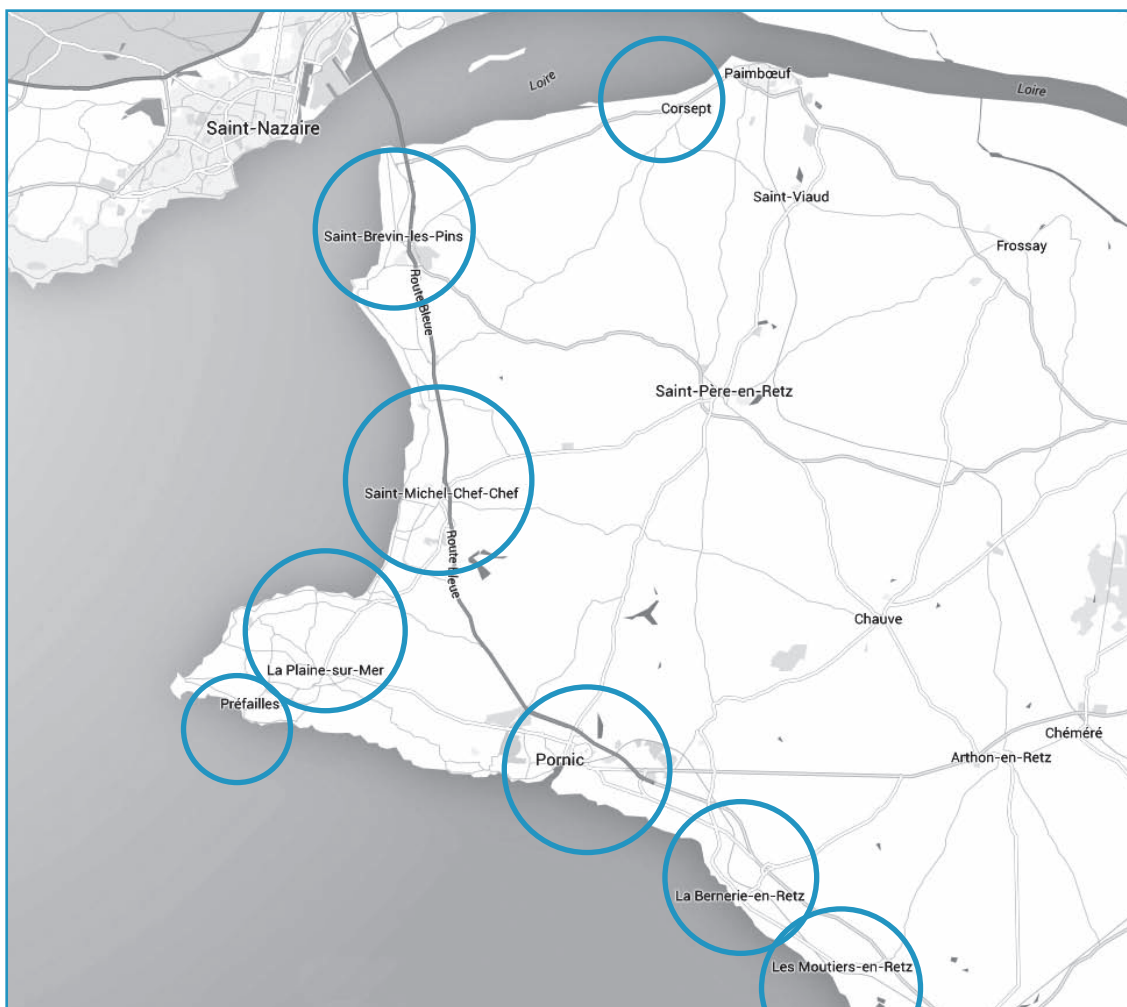 Loire
Paimbœuf
Loire
Corsept
Saint-Nazaire
Saint-Viaud
Saint-Brevin-les-Pins
Frossay
Route Bleue
Saint-Père-en-Retz
Saint-Michel-Chef-Chef
Route Bleue
Chauve
La Plaine-sur-Mer
Préfailles
Chéméré
Pornic
Arthon-en-Retz
La Bernerie-en-Retz
Les Moutiers-en-Retz